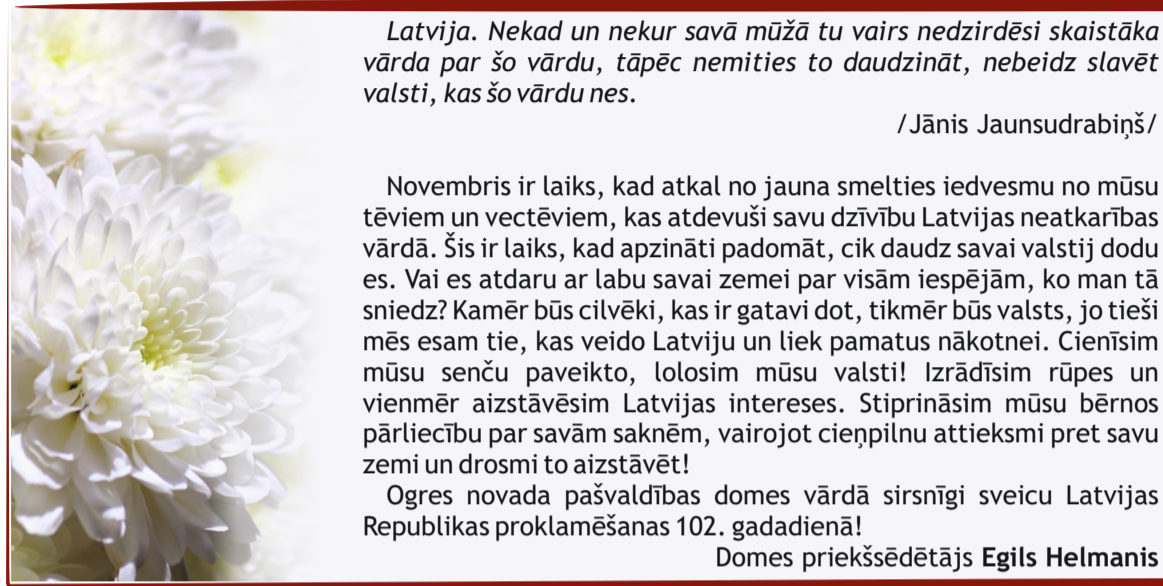 Latvija. Nekad un nekur savā mūžā tu vairs nedzirdēsi skaistāka
vārda par šo vārdu, tāpēc nemities to daudzināt, nebeidz slavēt
valsti, kas šo vārdu nes.
/Jānis Jaunsudrabiņš/
Novembris ir laiks, kad atkal no jauna smelties iedvesmu no mūsu
tēviem un vectēviem, kas atdevuši savu dzīvību Latvijas neatkarības
vārdā. Šis ir laiks, kad apzināti padomāt, cik daudz savai valstij dodu
es. Vai es atdaru ar labu savai zemei par visām iespējām, ko man tā
sniedz? Kamēr būs cilvēki, kas ir gatavi dot, tikmēr būs valsts, jo tieši
mēs esam tie, kas veido Latviju un liek pamatus nākotnei. Cienīsim
mūsu senču paveikto, lolosim mūsu valsti! Izrādīsim rūpes un
vienmēr aizstāvēsim Latvijas intereses. Stiprināsim mūsu bērnos
pārliecību par savām saknēm, vairojot cieņpilnu attieksmi pret savu
zemi un drosmi to aizstāvēt!
Ogres novada pašvaldības domes vārdā sirsnīgi sveicu Latvijas
Republikas proklamēšanas 102. gadadienā!
Domes priekšsēdētājs Egils Helmanis